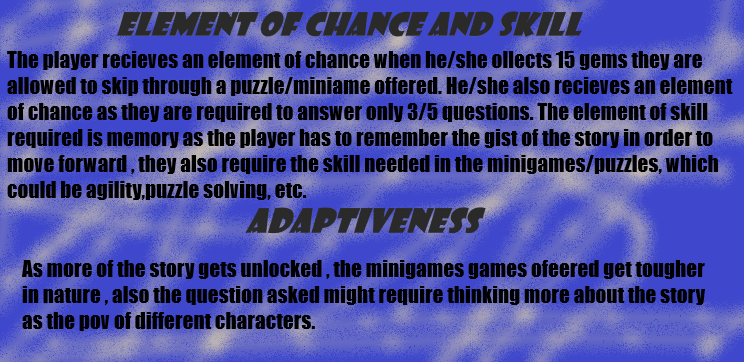 ELEMENT OF CHANCE AND SKILL
The player recieves an element of chance when he/she ollects 15 gems they are
allowed to skip through a puzzle/miniame offered. He/she also recieves an element
of chance as they are required to answer only 3/5 questions. The element of skill
required is memory as the player has to remember the gist of the story in order to
move forward , they also require the skill needed in the minigames/puzzles, which
could be agility,puzzle solving, etc.
ADAPTIVENESS
As more of the story gets unlocked , the minigames games ofeered get tougher
in nature , also the question asked might require thinking more about the story
as the pov of different characters.